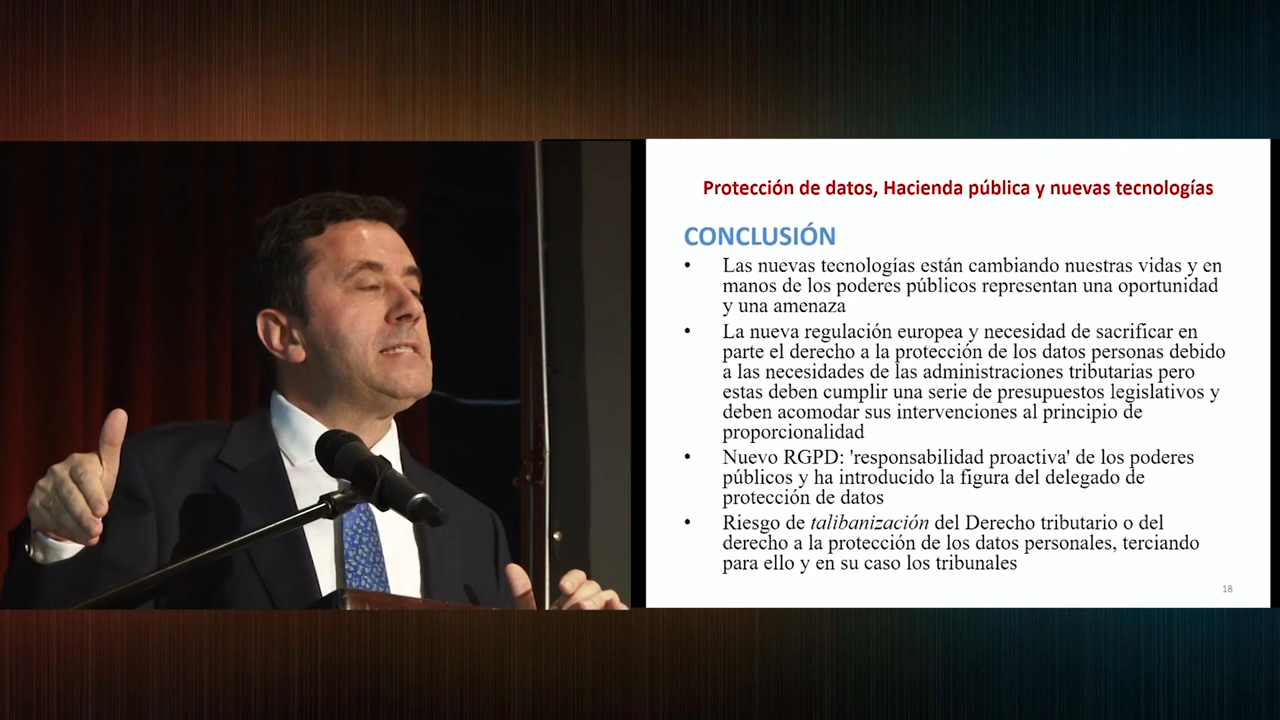 Protección de datos, Hacienda pública y nuevas tecnologías
CONCLUSIÓN
• Las nuevas tecnologías están cambiando nuestras vidas y en
manos de los poderes públicos representan una oportunidad
y una amenaza
• La nueva regulación europea y necesidad de sacrificar en
parte el derecho a la protección de los datos personas debido
a las necesidades de las administraciones tributarias pero
estas deben cumplir una serie de presupuestos legislativos y
deben acomodar sus intervenciones al principio de
proporcionalidad
• Nuevo RGPD: 'responsabilidad proactiva' de los poderes
públicos y ha introducido la figura del delegado de
protección de datos
• Riesgo de talibanización del Derecho tributario o del
derecho a la protección de los datos personales, terciando
para ello y en su caso los tribunales
18